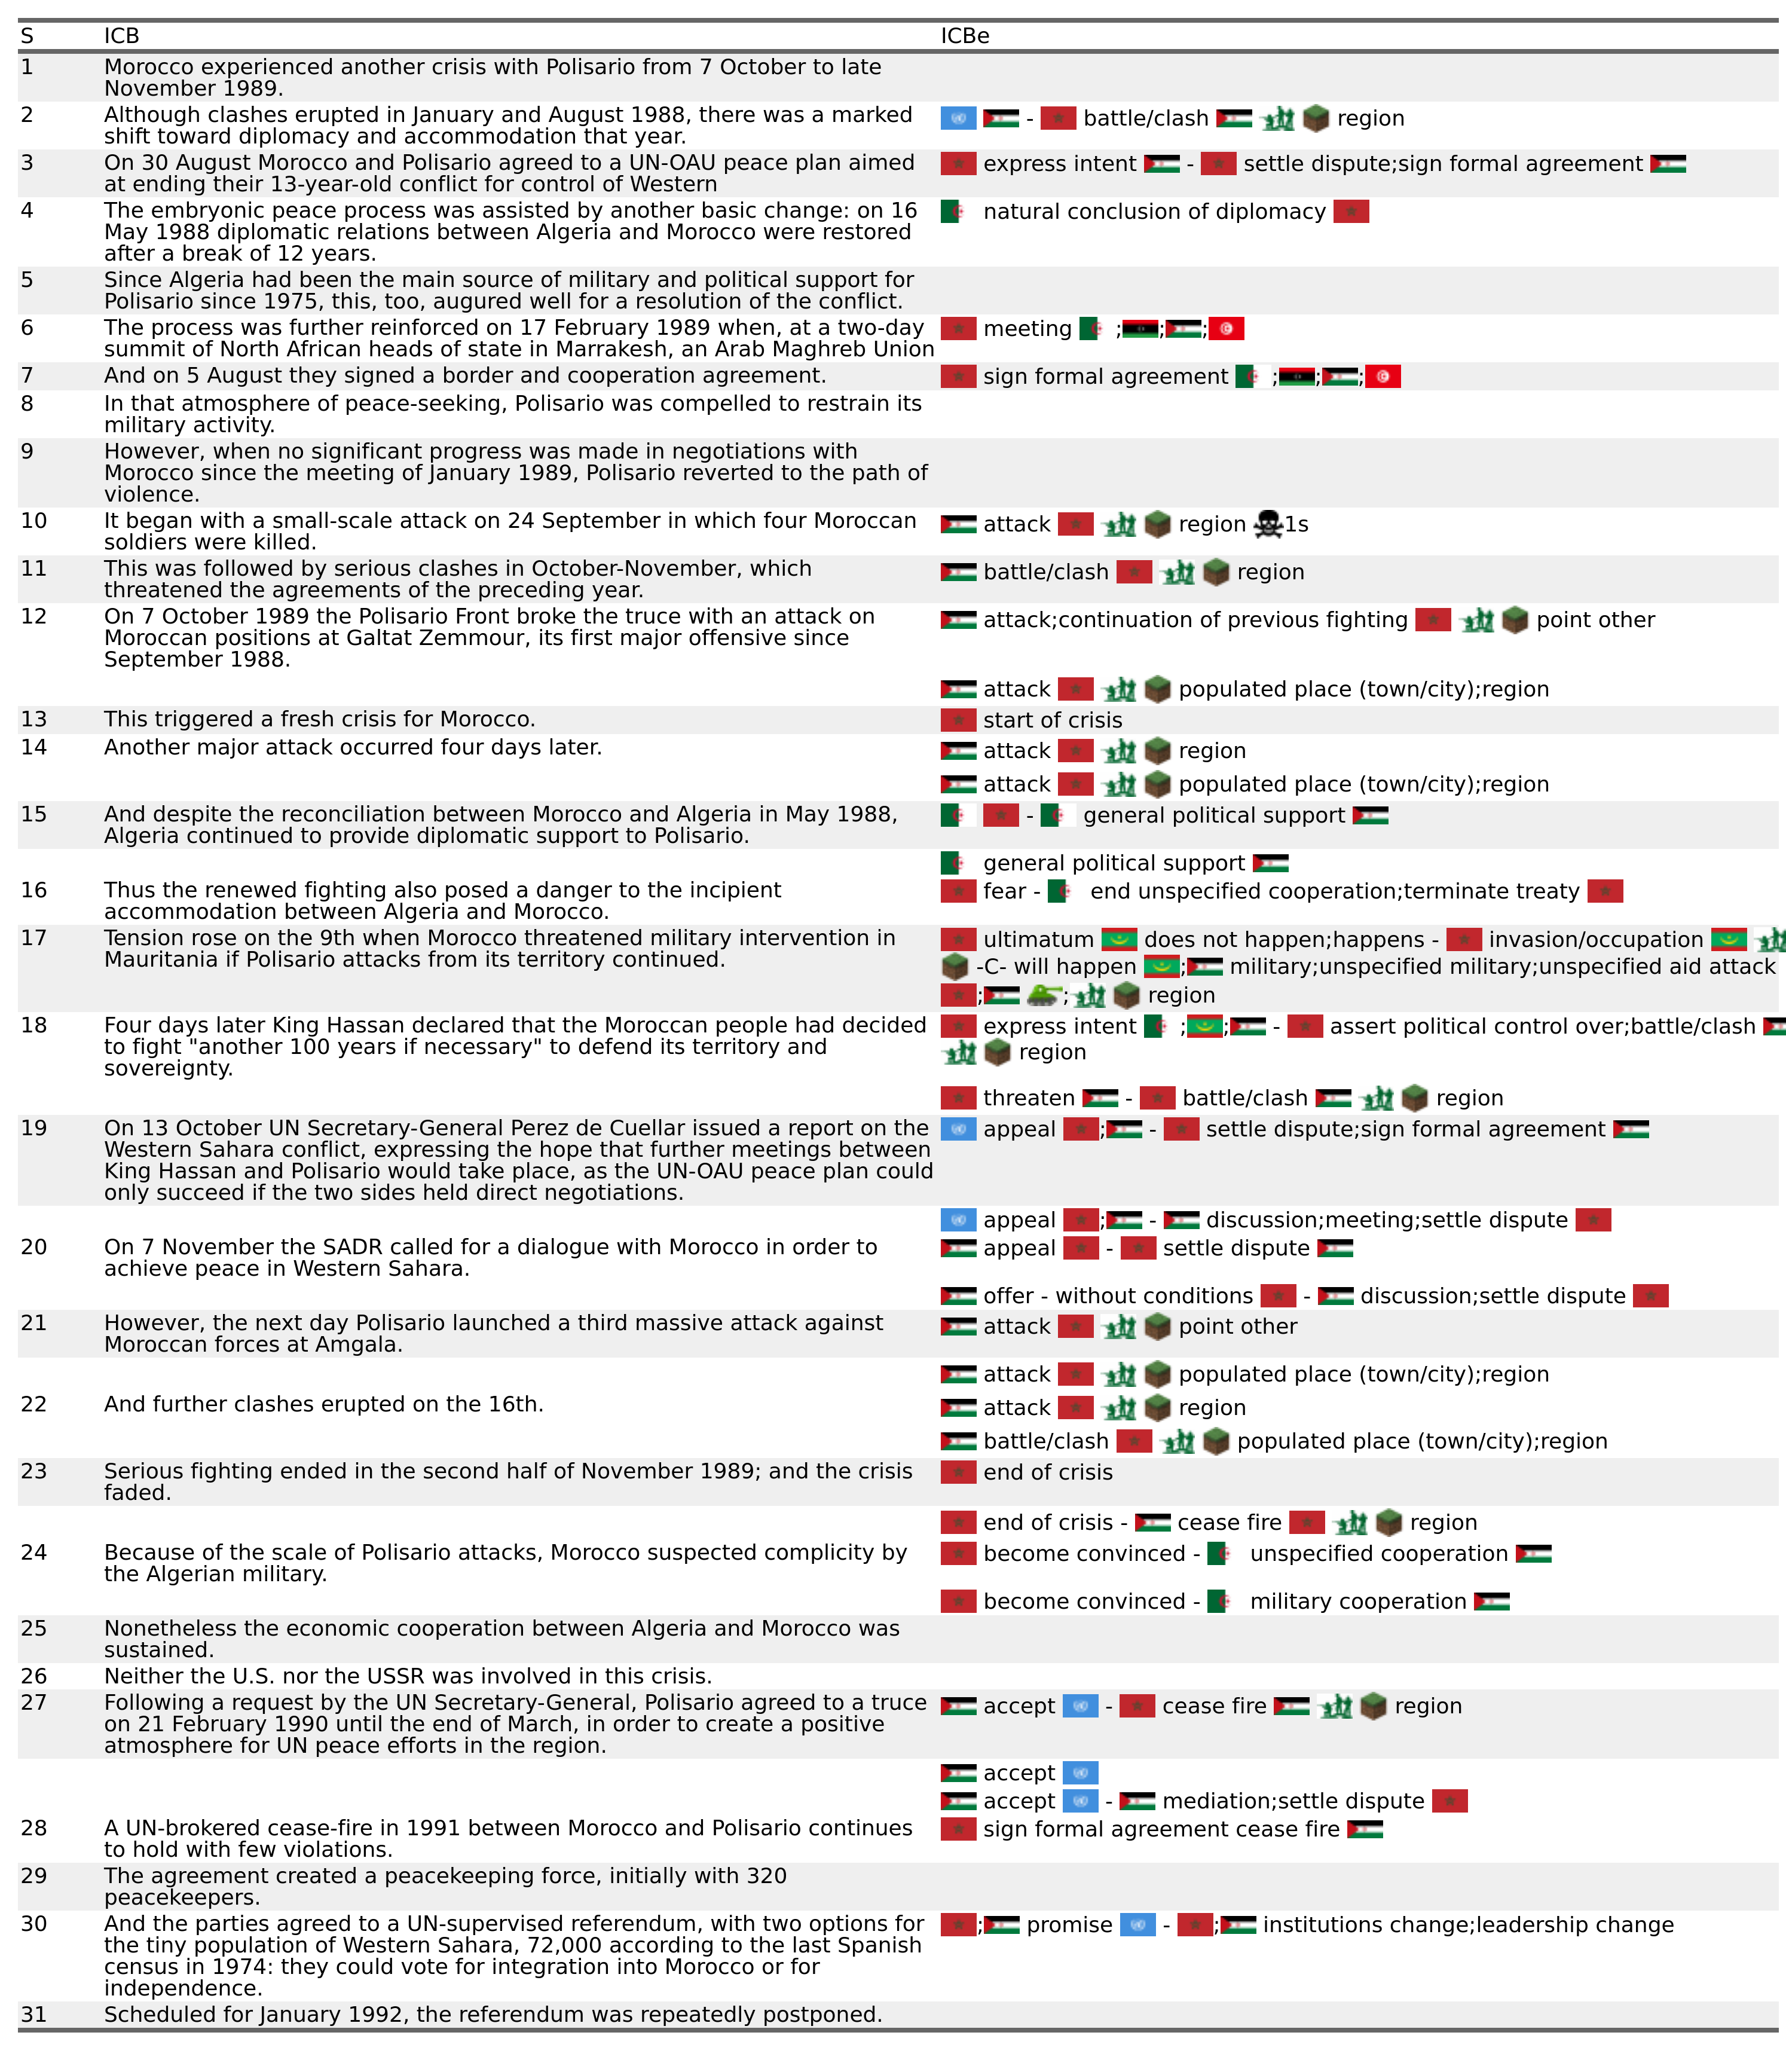 S ICB ICBe
1 Morocco experienced another crisis with Polisario from 7 October to late
November 1989.
2 Although clashes erupted in January and August 1988, there was a marked - battle/clash region
shift toward diplomacy and accommodation that year.
3 On 30 August Morocco and Polisario agreed to a UN-OAU peace plan aimed express intent - settle dispute;sign formal agreement
at ending their 13-year-old conflict for control of Western
4 The embryonic peace process was assisted by another basic change: on 16 natural conclusion of diplomacy
May 1988 diplomatic relations between Algeria and Morocco were restored
after a break of 12 years.
5 Since Algeria had been the main source of military and political support for
Polisario since 1975, this, too, augured well for a resolution of the conflict.
6 The process was further reinforced on 17 February 1989 when, at a two-day meeting ; ; ;
summit of North African heads of state in Marrakesh, an Arab Maghreb Union
7 And on 5 August they signed a border and cooperation agreement. sign formal agreement ; ; ;
8 In that atmosphere of peace-seeking, Polisario was compelled to restrain its
military activity.
9 However, when no significant progress was made in negotiations with
Morocco since the meeting of January 1989, Polisario reverted to the path of
violence.
10 It began with a small-scale attack on 24 September in which four Moroccan attack region 1s
soldiers were killed.
11 This was followed by serious clashes in October-November, which battle/clash region
threatened the agreements of the preceding year.
12 On 7 October 1989 the Polisario Front broke the truce with an attack on attack;continuation of previous fighting point other
Moroccan positions at Galtat Zemmour, its first major offensive since
September 1988.
attack populated place (town/city);region
13 This triggered a fresh crisis for Morocco. start of crisis
14 Another major attack occurred four days later. attack region
attack populated place (town/city);region
15 And despite the reconciliation between Morocco and Algeria in May 1988, - general political support
Algeria continued to provide diplomatic support to Polisario.
general political support
16 Thus the renewed fighting also posed a danger to the incipient fear - end unspecified cooperation;terminate treaty
accommodation between Algeria and Morocco.
17 Tension rose on the 9th when Morocco threatened military intervention in ultimatum does not happen;happens - invasion/occupation
Mauritania if Polisario attacks from its territory continued. -C- will happen ; military;unspecified military;unspecified aid attack
; ; region
18 Four days later King Hassan declared that the Moroccan people had decided express intent ; ; - assert political control over;battle/clash
to fight "another 100 years if necessary" to defend its territory and region
sovereignty.
threaten - battle/clash region
19 On 13 October UN Secretary-General Perez de Cuellar issued a report on the appeal ; - settle dispute;sign formal agreement
Western Sahara conflict, expressing the hope that further meetings between
King Hassan and Polisario would take place, as the UN-OAU peace plan could
only succeed if the two sides held direct negotiations.
appeal ; - discussion;meeting;settle dispute
20 On 7 November the SADR called for a dialogue with Morocco in order to appeal - settle dispute
achieve peace in Western Sahara.
offer - without conditions - discussion;settle dispute
21 However, the next day Polisario launched a third massive attack against attack point other
Moroccan forces at Amgala.
attack populated place (town/city);region
22 And further clashes erupted on the 16th. attack region
battle/clash populated place (town/city);region
23 Serious fighting ended in the second half of November 1989; and the crisis end of crisis
faded.
end of crisis - cease fire region
24 Because of the scale of Polisario attacks, Morocco suspected complicity by become convinced - unspecified cooperation
the Algerian military.
become convinced - military cooperation
25 Nonetheless the economic cooperation between Algeria and Morocco was
sustained.
26 Neither the U.S. nor the USSR was involved in this crisis.
27 Following a request by the UN Secretary-General, Polisario agreed to a truce accept - cease fire region
on 21 February 1990 until the end of March, in order to create a positive
atmosphere for UN peace efforts in the region.
accept
accept - mediation;settle dispute
28 A UN-brokered cease-fire in 1991 between Morocco and Polisario continues sign formal agreement cease fire
to hold with few violations.
29 The agreement created a peacekeeping force, initially with 320
peacekeepers.
30 And the parties agreed to a UN-supervised referendum, with two options for ; promise - ; institutions change;leadership change
the tiny population of Western Sahara, 72,000 according to the last Spanish
census in 1974: they could vote for integration into Morocco or for
independence.
31 Scheduled for January 1992, the referendum was repeatedly postponed.